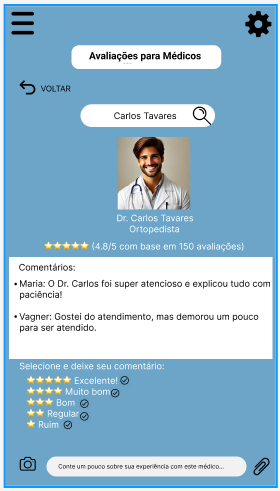 Avaliações para Médicos
VOLTAR
Carlos Tavares
Dr. Carlos Tavares
Ortopedista
⭐⭐⭐⭐⭐ (4.8/5 com base em 150 avaliações)
Comentários:
• Maria: O Dr. Carlos foi super atencioso e explicou tudo com
paciência!
• Vagner: Gostei do atendimento, mas demorou um pouco
para ser atendido.
Selecione e deixe seu comentário:
⭐⭐⭐⭐⭐ Excelente!
⭐⭐⭐⭐ Muito bom
⭐⭐⭐ Bom
⭐⭐ Regular
⭐ Ruim
Conte um pouco sobre sua experiência com este médico...